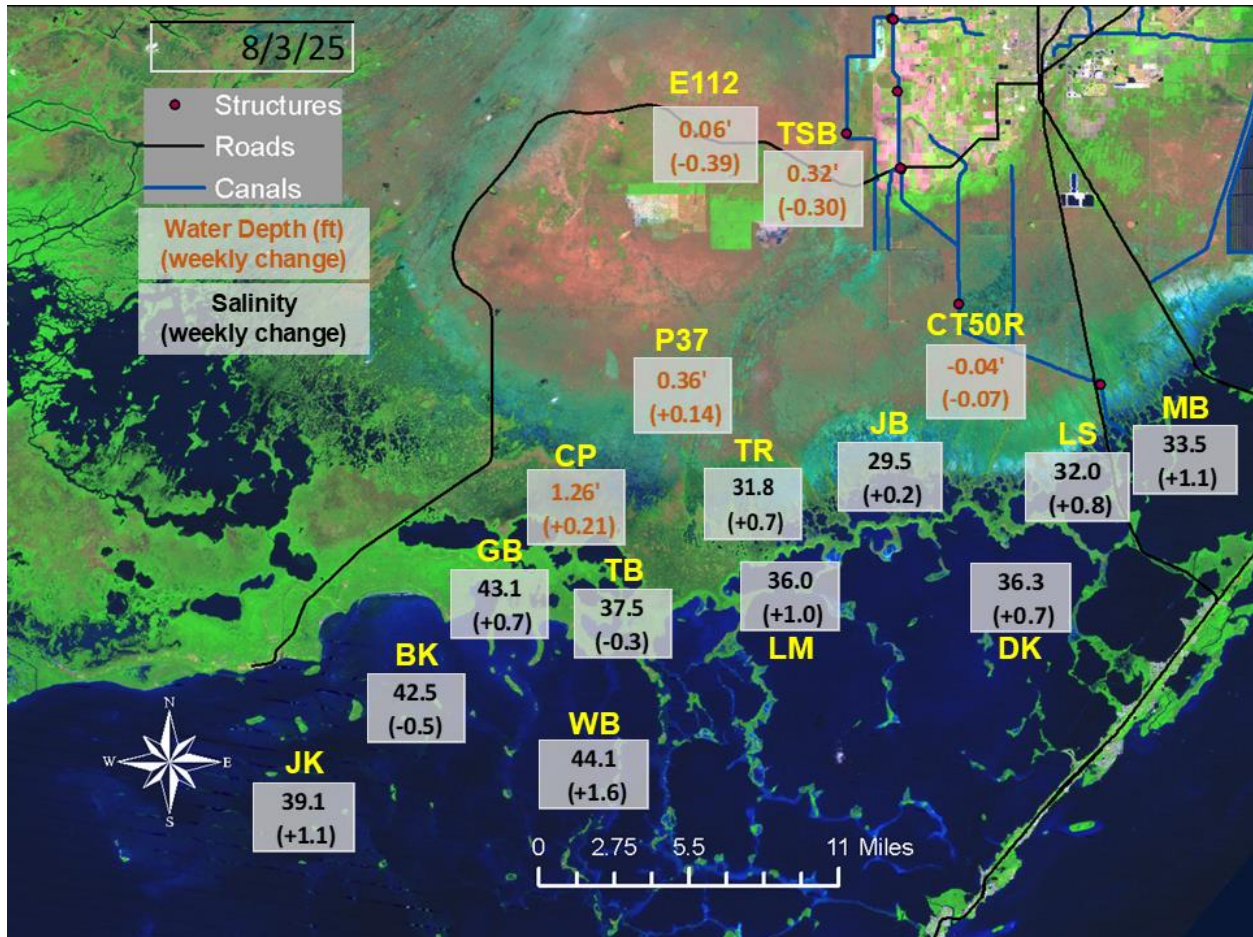 8/3/25
Structures
Roads
Canals
Water Depth (ft)
(weekly change)
Salinity
(weekly change)
E112
0.06'
(-0.39)
TSB
0.32'
(-0.30)
P37
0.36'
(+0.14)
CT50R
-0.04'
(-0.07)
CP
1.26'
(+0.21)
TR
31.8
(+0.7)
JB
29.5
(+0.2)
LS
32.0
(+0.8)
MB
33.5
(+1.1)
GB
43.1
(+0.7)
TB
37.5
(-0.3)
36.0
(+1.0)
LM
36.3
(+0.7)
DK
BK
42.5
(-0.5)
WB
44.1
(+1.6)
JK
39.1
(+1.1)
N
W E
S
0 2.75 5.5 11 Miles